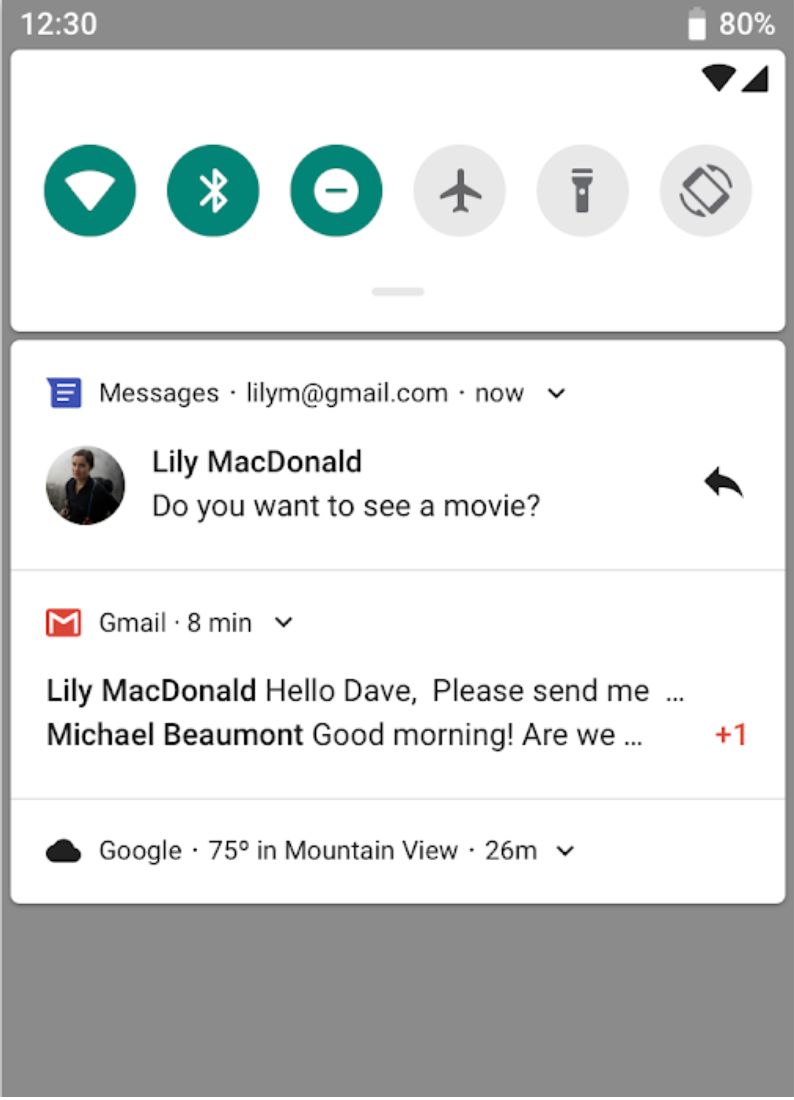 12:30 80%
Messages · lilym@gmail.com · now
Lily MacDonald
Do you want to see a movie?
Gmail · 8 min
Lily MacDonald Hello Dave,  Please send me  ...
Michael Beaumont Good morning! Are we ... +1
Google · 75º in Mountain View · 26m